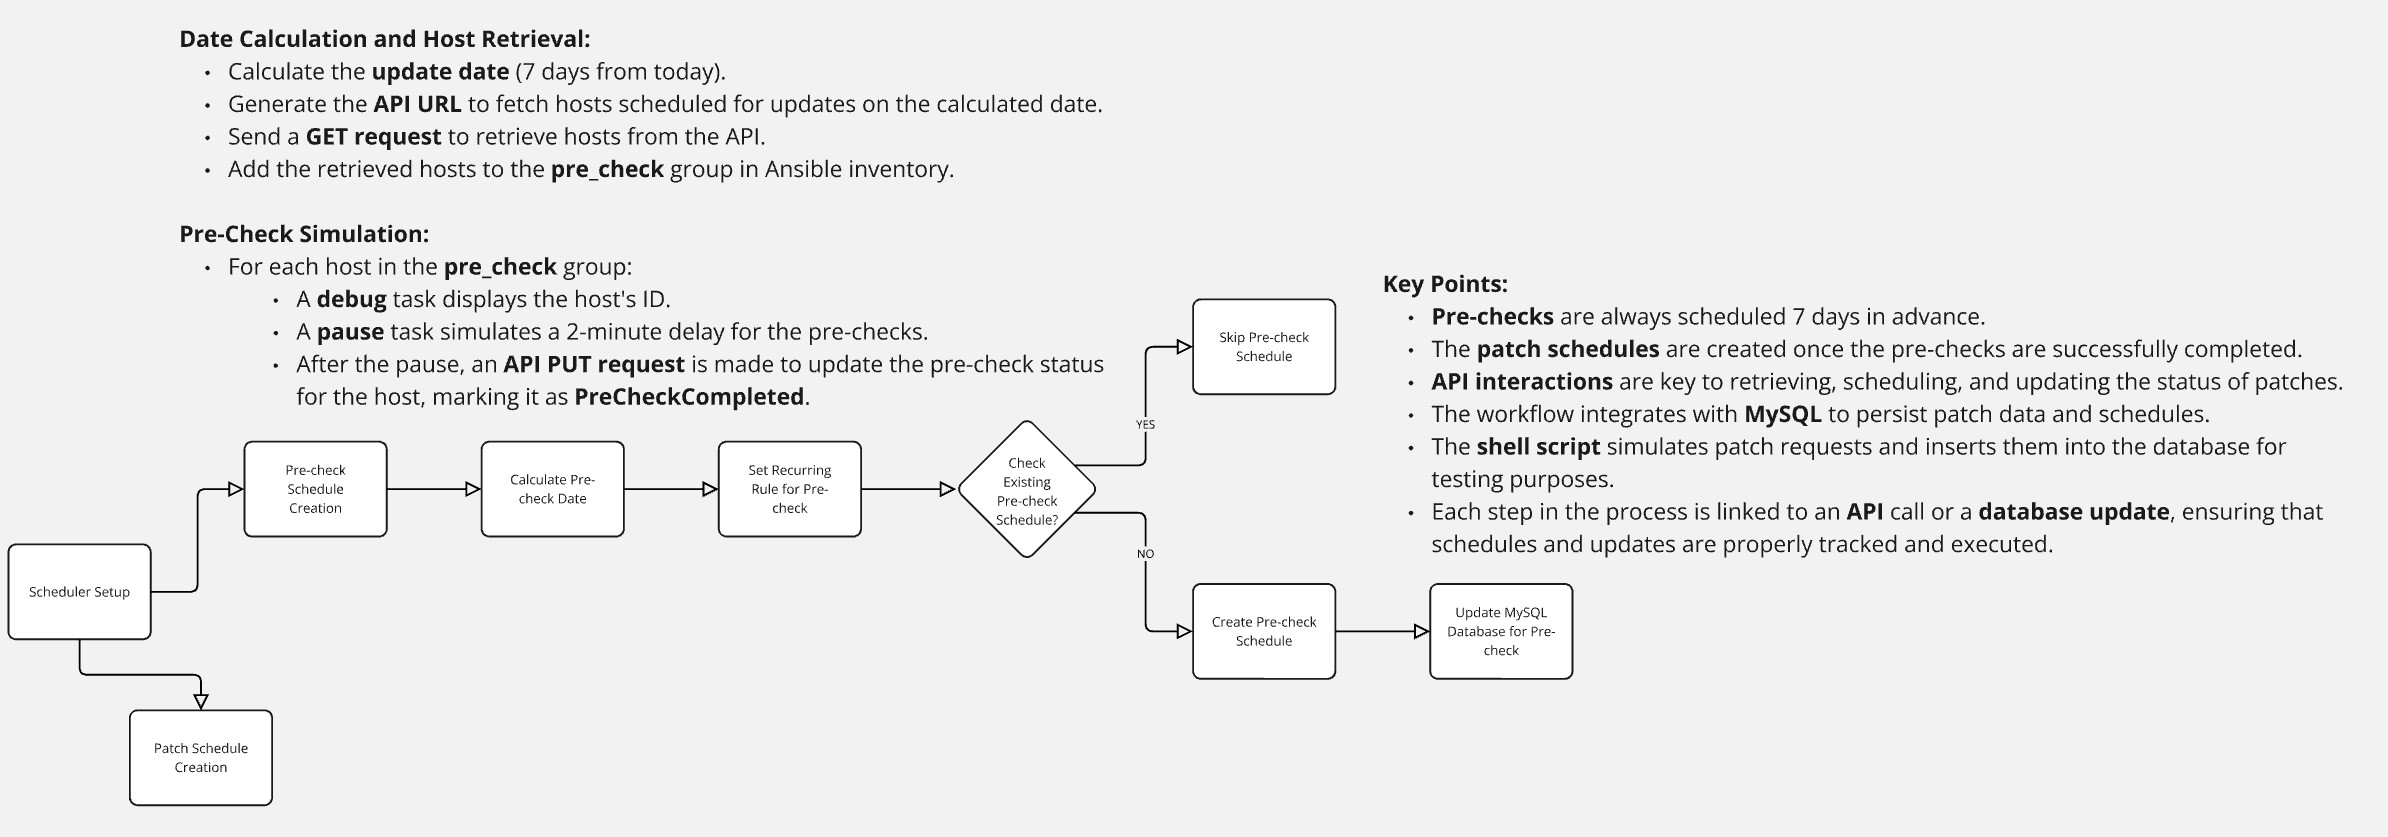 Date Calculation and Host Retrieval:
• Calculate the update date (7 days from today).
• Generate the API URL to fetch hosts scheduled for updates on the calculated date.
• Send a GET request to retrieve hosts from the API.
• Add the retrieved hosts to the pre_check group in Ansible inventory.
Pre-Check Simulation:
• For each host in the pre_check group:
• A debug task displays the host's ID.
• A pause task simulates a 2-minute delay for the pre-checks.
• After the pause, an API PUT request is made to update the pre-check status
for the host, marking it as PreCheckCompleted.
Key Points:
• Pre-checks are always scheduled 7 days in advance.
• The patch schedules are created once the pre-checks are successfully completed.
• API interactions are key to retrieving, scheduling, and updating the status of patches.
• The workflow integrates with MySQL to persist patch data and schedules.
• The shell script simulates patch requests and inserts them into the database for
testing purposes.
• Each step in the process is linked to an API call or a database update, ensuring that
schedules and updates are properly tracked and executed.
Scheduler Setup
Pre-check
Schedule
Creation
Calculate Pre-
check Date
Set Recurring
Rule for Pre-
check
Check
Existing
Pre-check
Schedule?
YES
Skip Pre-check
Schedule
NO
Create Pre-check
Schedule
Update MySQL
Database for Pre-
check
Patch Schedule
Creation